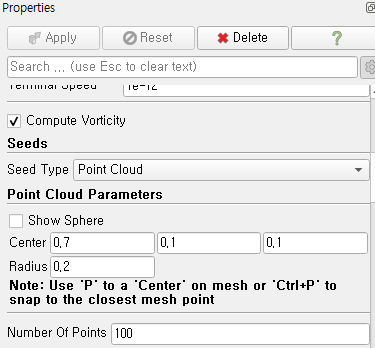 Properties
Apply
Reset
Delete
?
Search ... (use Esc to clear text)
Terminal Speed 1e-12
Compute Vorticity
Seeds
Seed Type Point Cloud
Point Cloud Parameters
Show Sphere
Center 0,7 0,1 0,1
Radius 0,2
Note: Use 'P' to a 'Center' on mesh or 'Ctrl+P' to
snap to the closest mesh point
Number Of Points 100